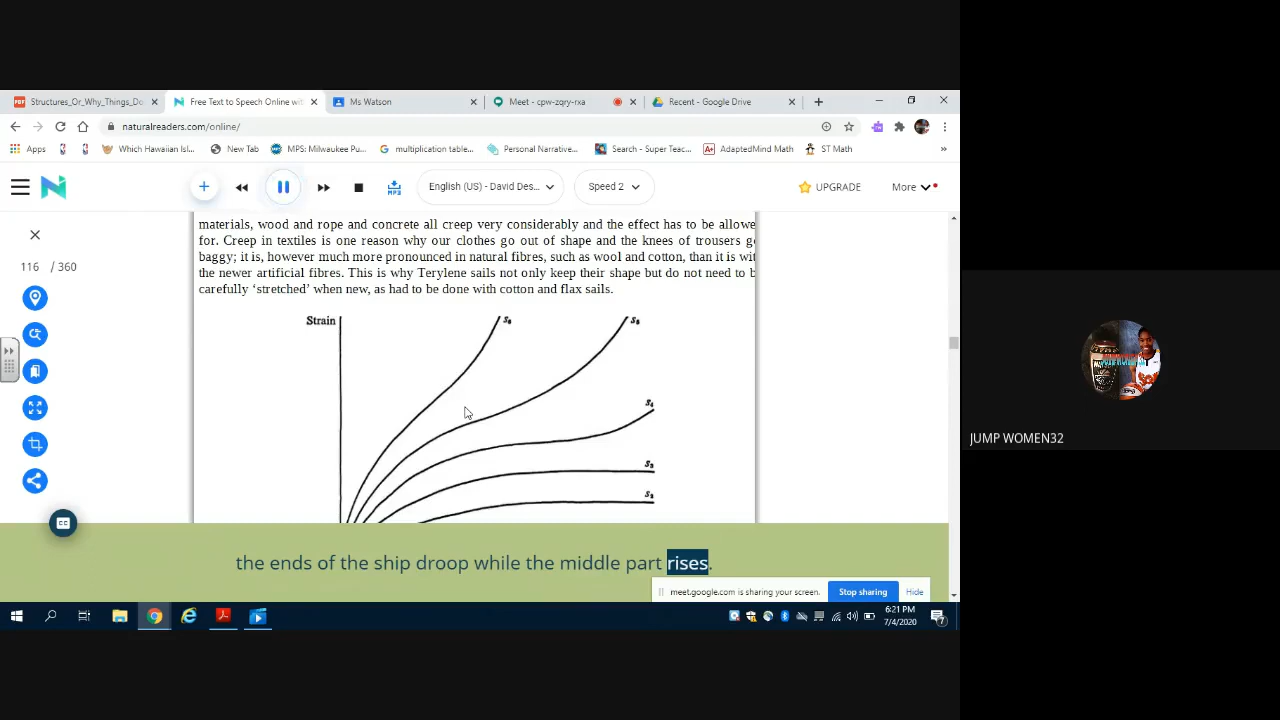 Structures_Or_Why_Things_Do
Free Text to Speech Online wit
Ms Watson
Meet - cpw-zqry-rxa
Recent - Google Drive
naturalreaders.com/online/
Apps
Which Hawaiian Isl...
New Tab
MPS: Milwaukee Pu...
multiplication table...
Personal Narrative...
Search - Super Teac...
AdaptedMind Math
ST Math
»
MP3
English (US) - David Des...
Speed 2
UPGRADE
More
materials, wood and rope and concrete all creep very considerably and the effect has to be allowe
for. Creep in textiles is one reason why our clothes go out of shape and the knees of trousers g
baggy; it is, however much more pronounced in natural fibres, such as wool and cotton, than it is wit
the newer artificial fibres. This is why Terylene sails not only keep their shape but do not need to b
carefully ‘stretched’ when new, as had to be done with cotton and flax sails.
116 / 360
Strain
s₆
s₅
s₄
s₃
s₂
CC
the ends of the ship droop while the middle part rises.
meet.google.com is sharing your screen.
Stop sharing
Hide
6:21 PM
7/4/2020
JUMP WOMEN32